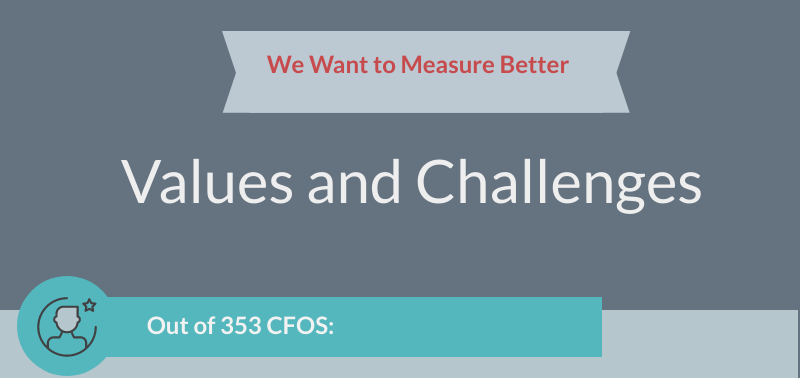 We Want to Measure Better
Values and Challenges
Out of 353 CFOS: